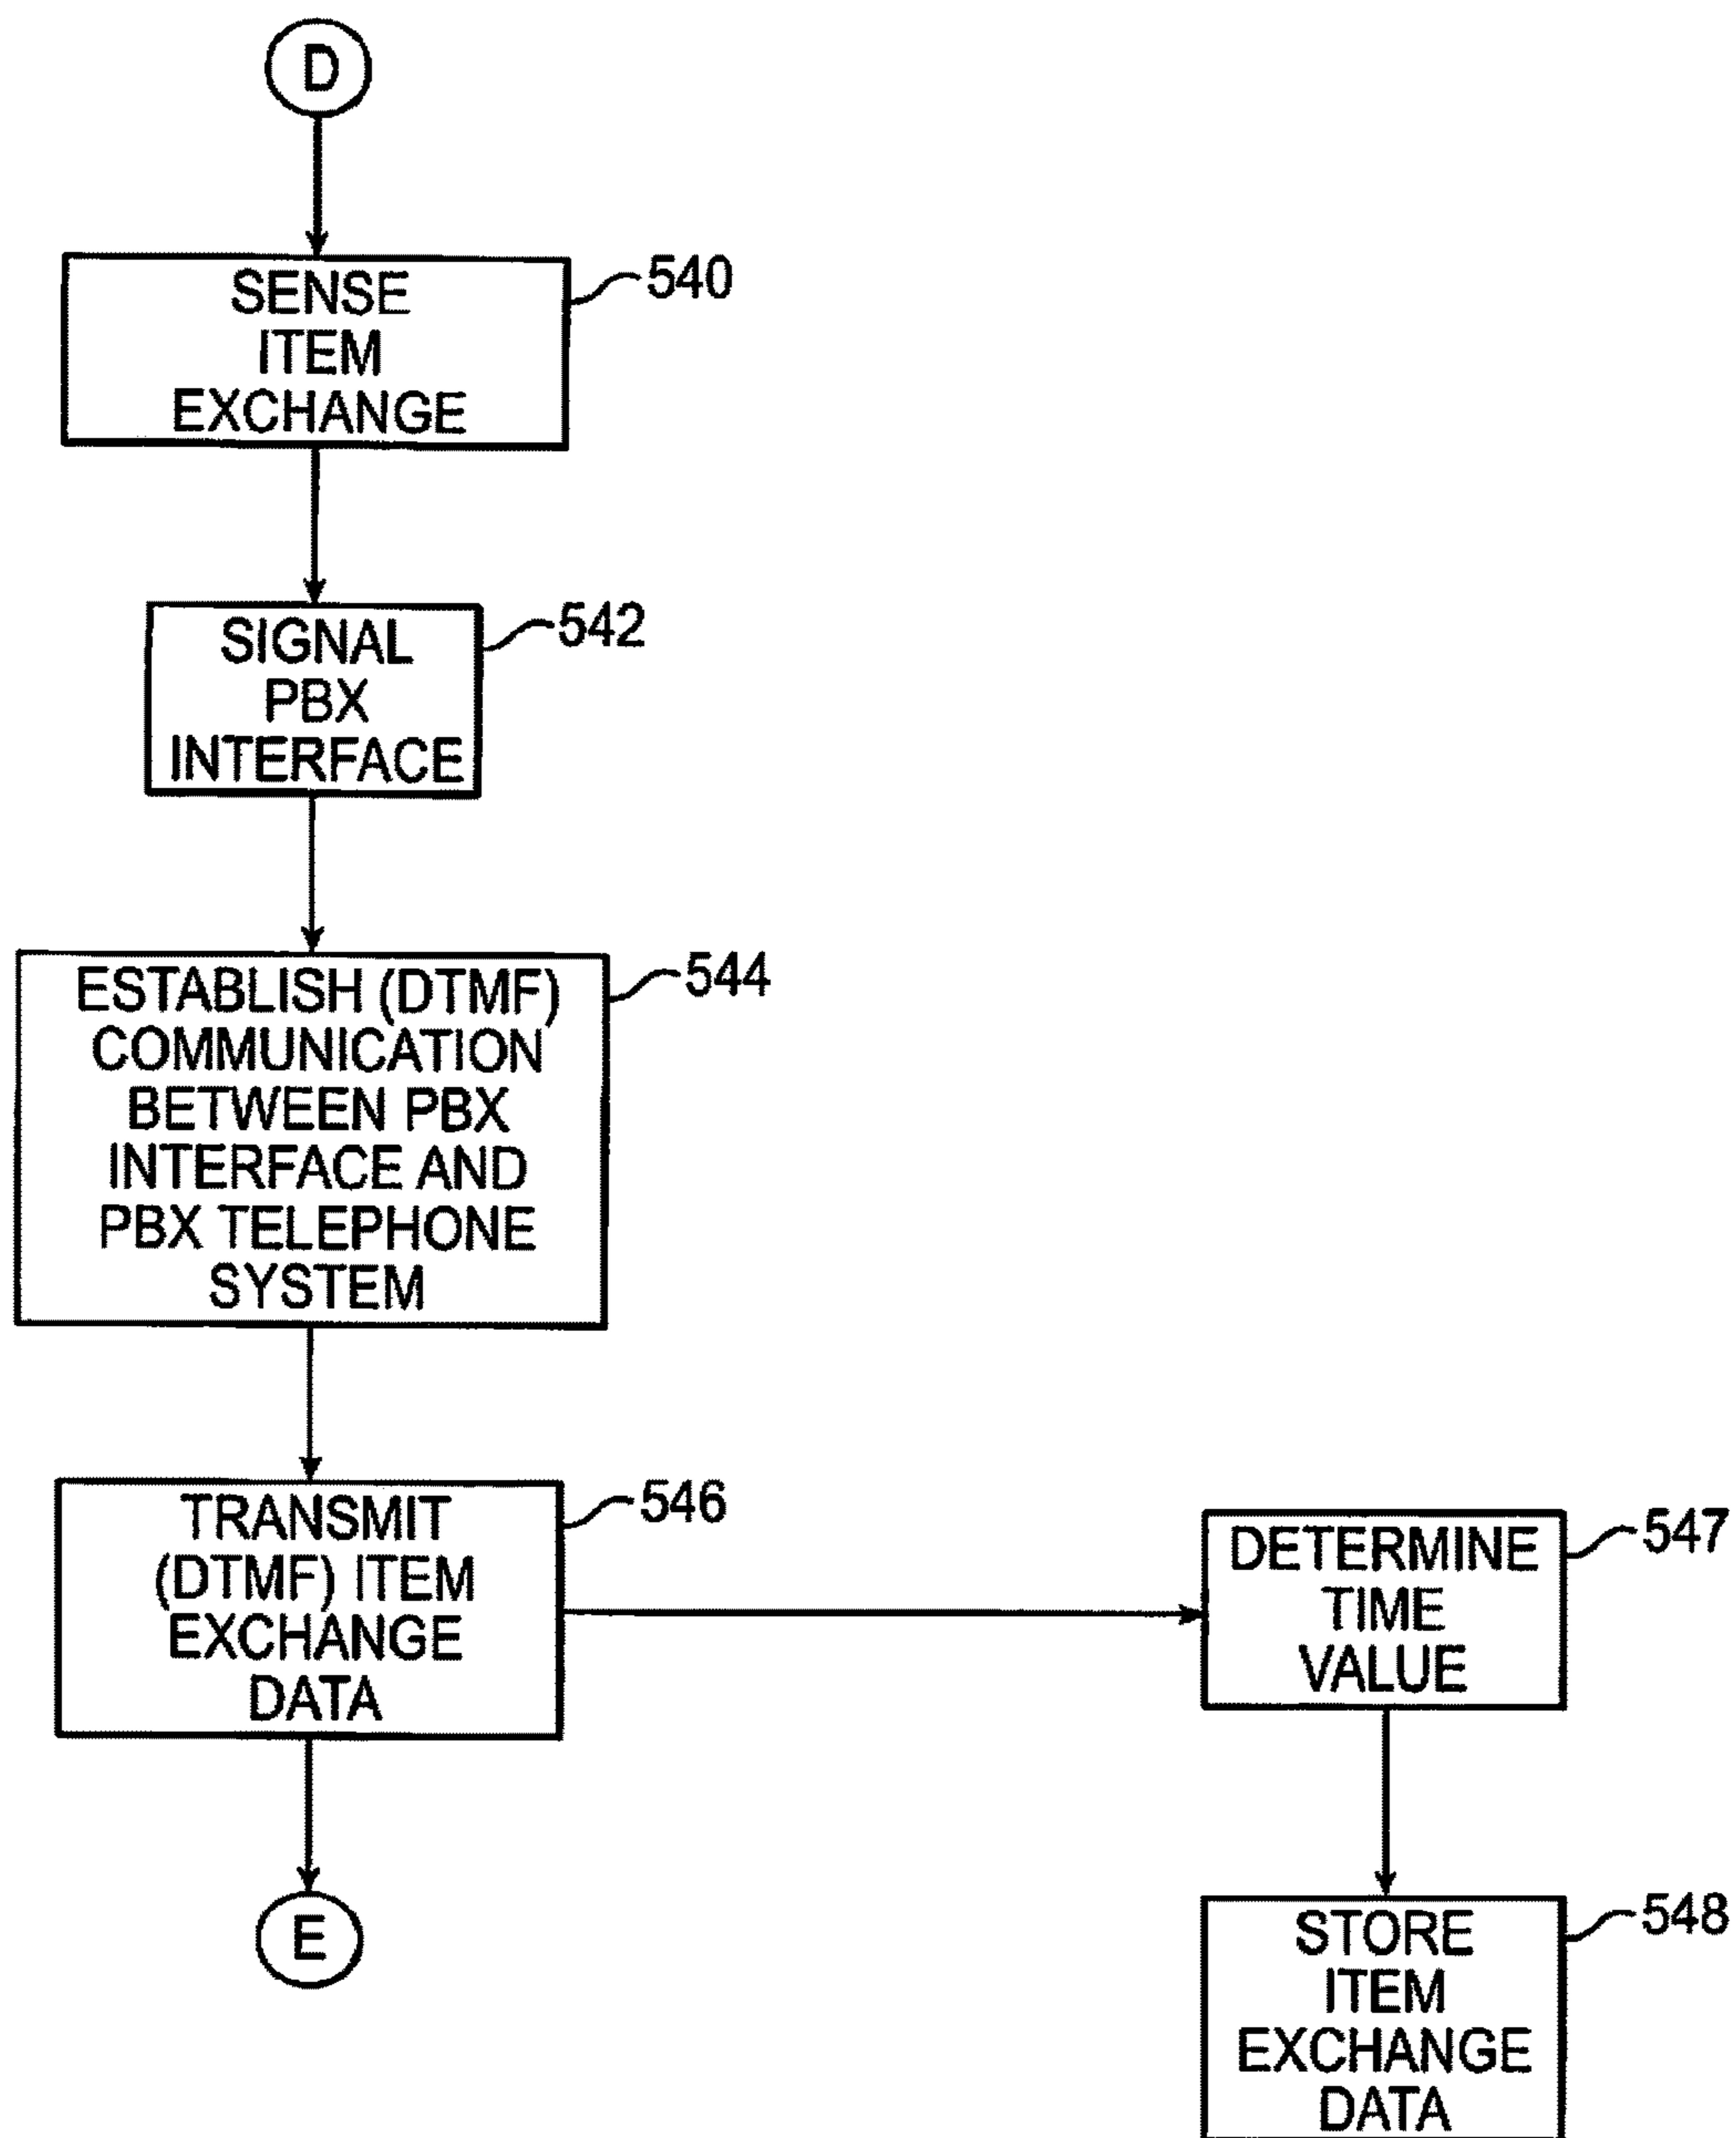 D
SENSE
ITEM
EXCHANGE
540
SIGNAL
PBX
INTERFACE
542
ESTABLISH (DTMF)
COMMUNICATION
BETWEEN PBX
INTERFACE AND
PBX TELEPHONE
SYSTEM
544
TRANSMIT
(DTMF) ITEM
EXCHANGE
DATA
546
DETERMINE
TIME
VALUE
547
E
STORE
ITEM
EXCHANGE
DATA
548